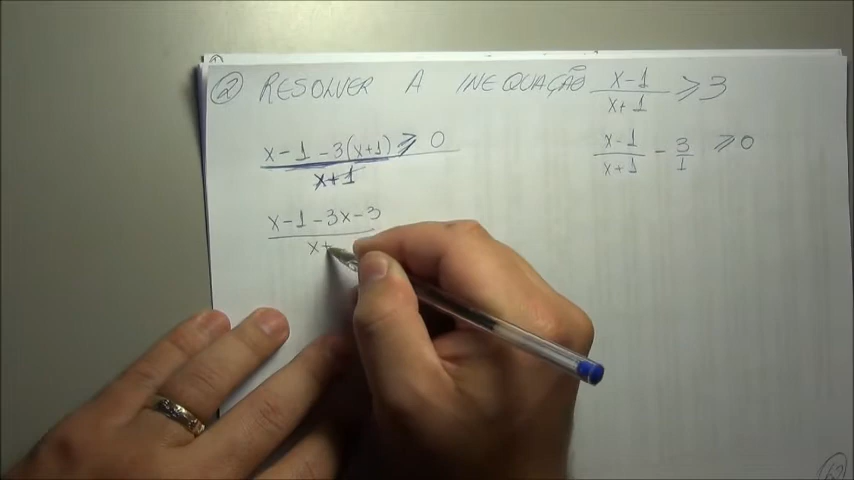 ② RESOLVER A INEQUAÇÃO x-1/x+1 ⩾ 3
x-1-3(x+1)/x+1 ⩾ 0
x-1/x+1 - 3/1 ⩾ 0
x-1-3x-3/x+